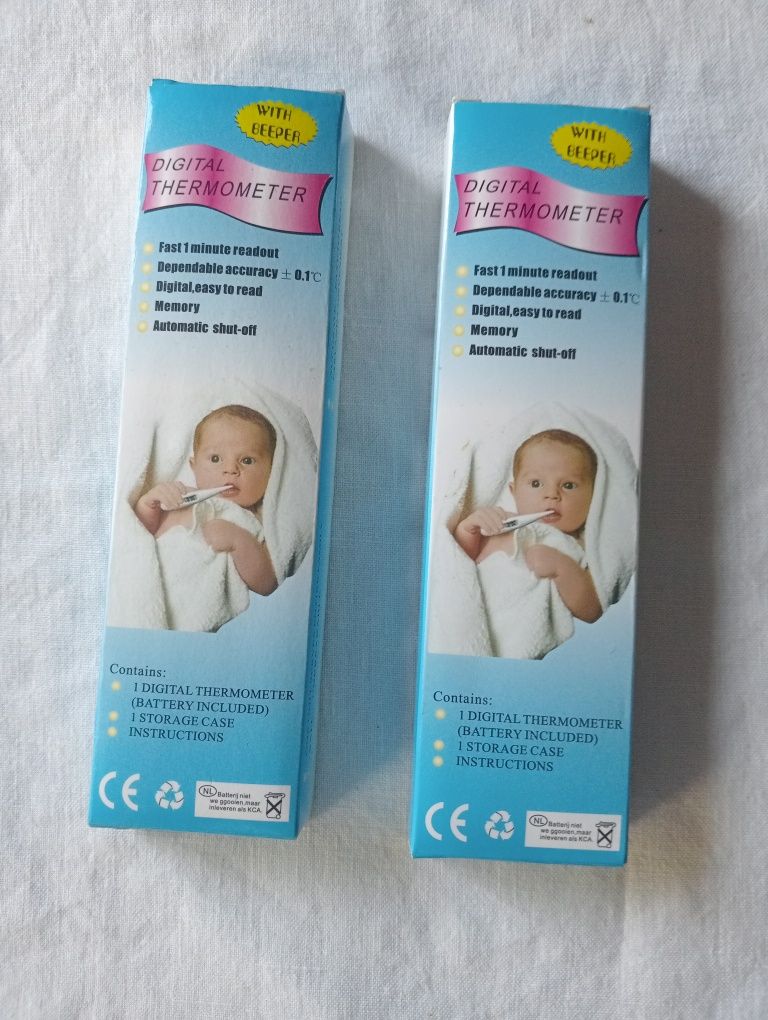 WITH
BEEPER
DIGITAL
THERMOMETER
Fast 1 minute readout
Dependable accuracy ± 0.1℃
Digital,easy to read
Memory
Automatic shut-off
Contains:
1 DIGITAL THERMOMETER
(BATTERY INCLUDED)
1 STORAGE CASE
INSTRUCTIONS
CE
NL Batterij niet
we ggooien,maar
inleveren als KCA.
WITH
BEEPER
DIGITAL
THERMOMETER
Fast 1 minute readout
Dependable accuracy ± 0.1℃
Digital,easy to read
Memory
Automatic shut-off
Contains:
1 DIGITAL THERMOMETER
(BATTERY INCLUDED)
1 STORAGE CASE
INSTRUCTIONS
CE
NL Batterij niet
we ggooien,maar
inleveren als KCA.